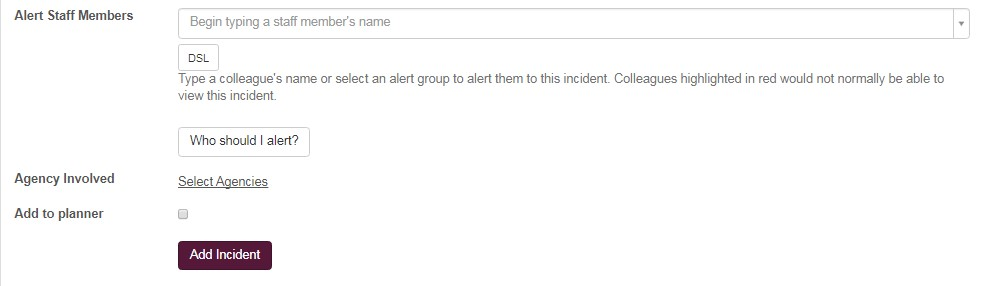 Alert Staff Members
Begin typing a staff member's name
DSL
Type a colleague's name or select an alert group to alert them to this incident. Colleagues highlighted in red would not normally be able to
view this incident.
Who should I alert?
Agency Involved
Select Agencies
Add to planner
Add Incident